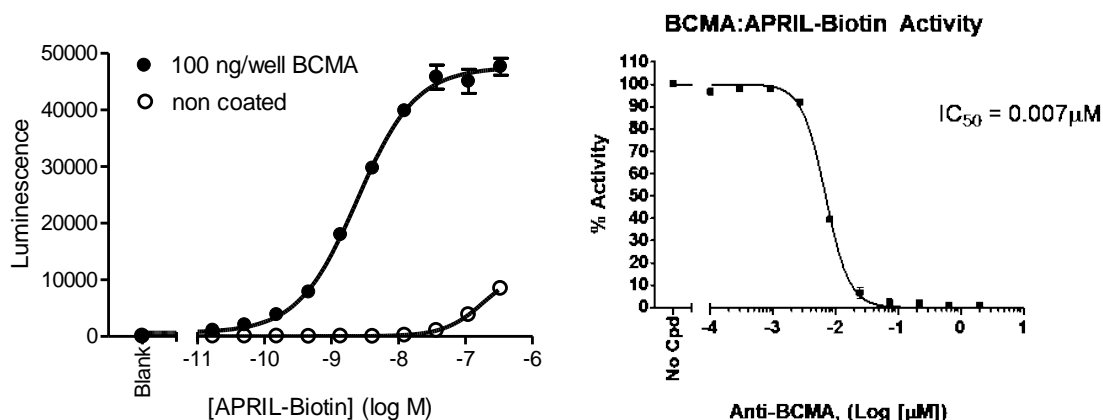 50000
40000
30000
20000
10000
0
Luminescence
100 ng/well BCMA
non coated
Blank
-11 -10 -9 -8 -7 -6
[APRIL-Biotin] (log M)
BCMA:APRIL-Biotin Activity
110
100
90
80
70
60
50
40
30
20
10
0
% Activity
IC50 = 0.007µM
No Cpd
-4 -3 -2 -1 0 1
Anti-BCMA, (Log [µM])